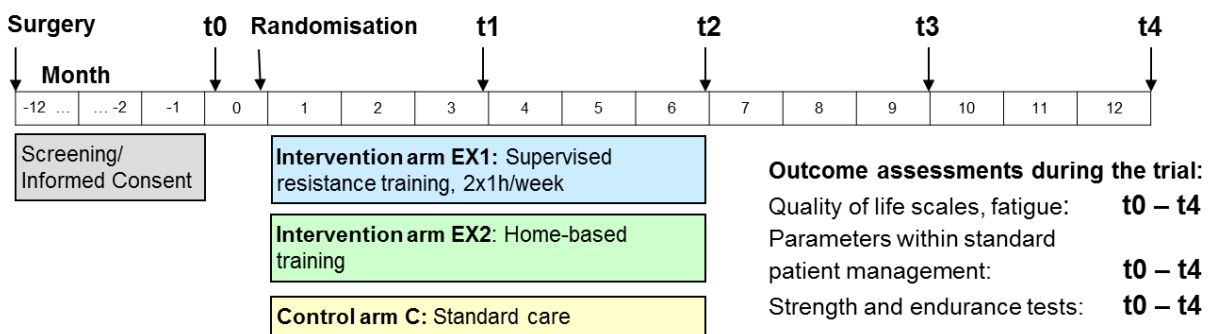 Surgery t0 Randomisation t1 t2 t3 t4
Month
-12 ... ... -2 -1 0 1 2 3 4 5 6 7 8 9 10 11 12
Screening/
Informed Consent
Intervention arm EX1: Supervised
resistance training, 2x1h/week
Intervention arm EX2: Home-based
training
Control arm C: Standard care
Outcome assessments during the trial:
Quality of life scales, fatigue: t0 – t4
Parameters within standard
patient management: t0 – t4
Strength and endurance tests: t0 – t4